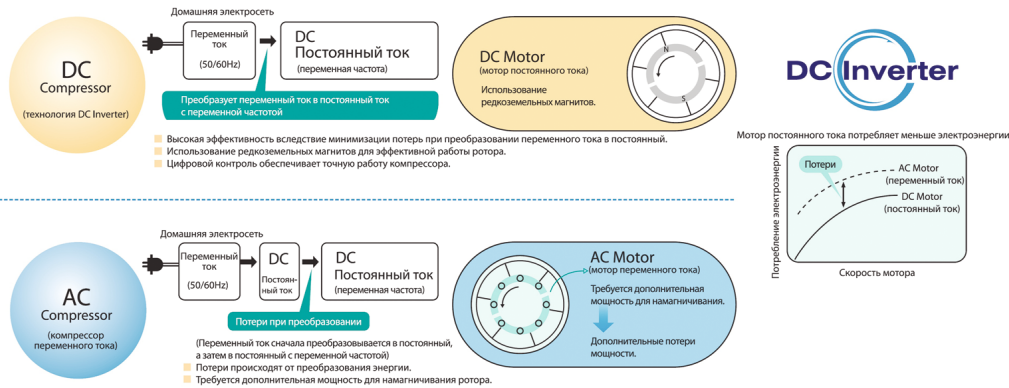 DC
Compressor
(технология DC Inverter)
Домашняя электросеть
Переменный
ток
(50/60Hz)
DC
Постоянный ток
(переменная частота)
Преобразует переменный ток в постоянный ток
с переменной частотой
DC Motor
(мотор постоянного тока)
Использование
редкоземельных магнитов.
N
S
Высокая эффективность вследствие минимизации потерь при преобразовании переменного тока в постоянный.
Использование редкоземельных магнитов для эффективной работы ротора.
Цифровой контроль обеспечивает точную работу компрессора.
DC Inverter
Мотор постоянного тока потребляет меньше электроэнергии
Потребление электроэнергии
Потери
AC Motor
(переменный ток)
DC Motor
(постоянный ток)
Скорость мотора
AC
Compressor
(компрессор
переменного тока)
Домашняя электросеть
Переменный
ток
(50/60Hz)
DC
Постоян-
ный ток
DC
Постоянный ток
(переменная частота)
Потери при преобразовании
(Переменный ток сначала преобразовывается в постоянный,
а затем в постоянный с переменной частотой)
Потери происходят от преобразования энергии.
Требуется дополнительная мощность для намагничивания ротора.
AC Motor
(мотор переменного тока)
Требуется дополнительная
мощность для намагничивания.
Дополнительные потери
мощности.